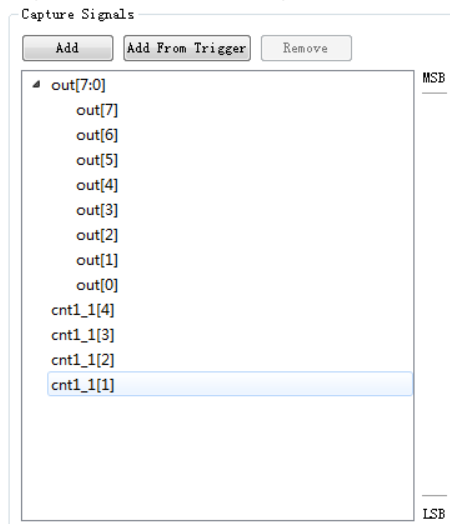 Capture Signals
Add Add From Trigger Remove
MSB
out[7:0]
out[7]
out[6]
out[5]
out[4]
out[3]
out[2]
out[1]
out[0]
cnt1_1[4]
cnt1_1[3]
cnt1_1[2]
cnt1_1[1]
LSB